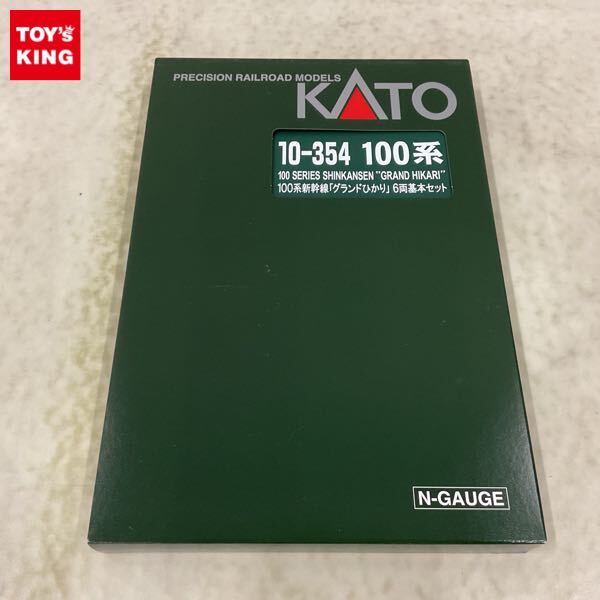 TOY's
KING
PRECISION RAILROAD MODELS
KATO
10-354 100系
100 SERIES SHINKANSEN "GRAND HIKARI"
100系新幹線「グランドひかり」6両基本セット
N-GAUGE